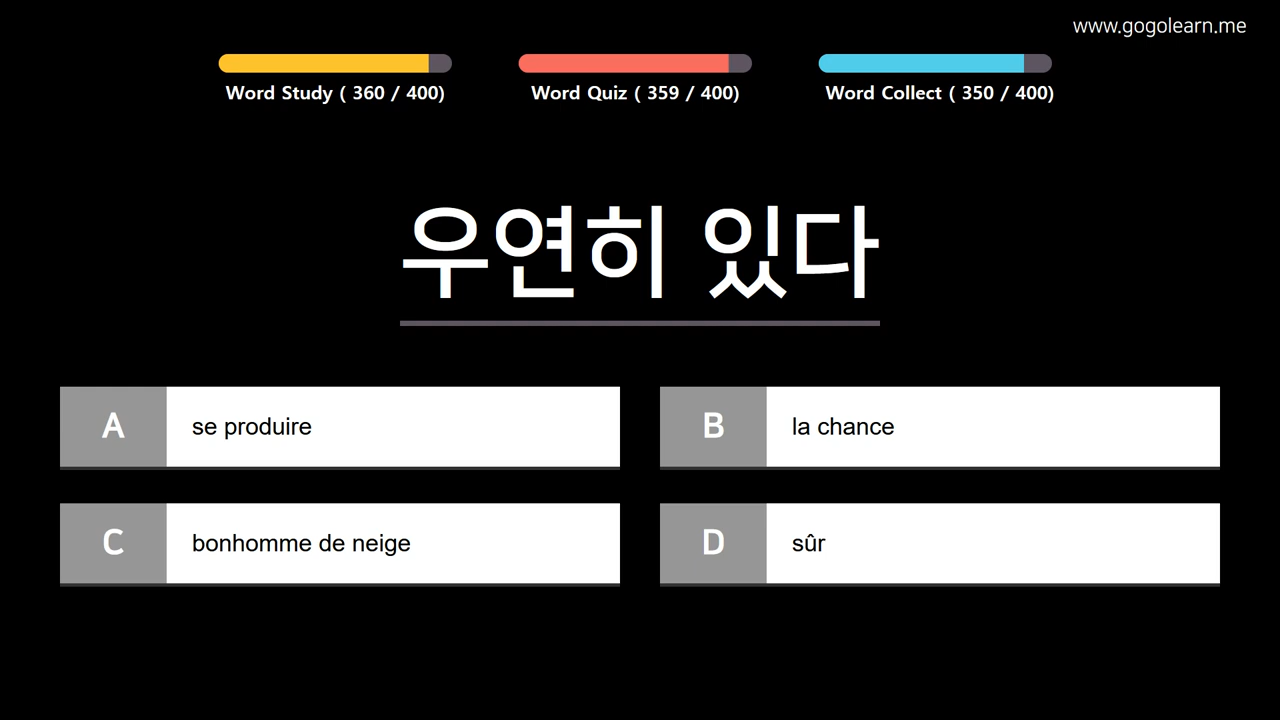 www.gogolearn.me
Word Study ( 360 / 400)
Word Quiz ( 359 / 400)
Word Collect ( 350 / 400)
우연히 있다
A
se produire
B
la chance
C
bonhomme de neige
D
sûr